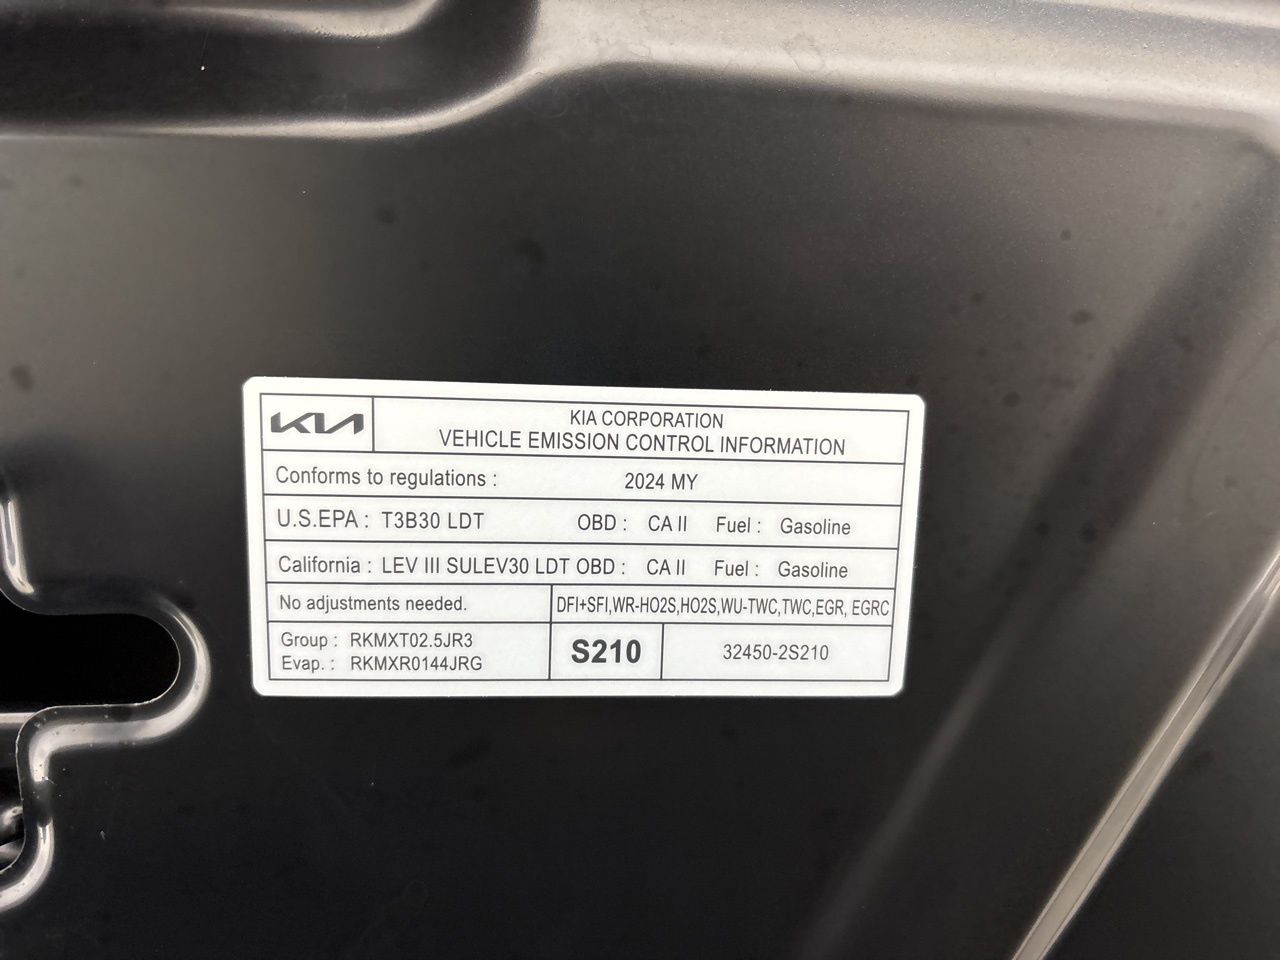 KIA
KIA CORPORATION
VEHICLE EMISSION CONTROL INFORMATION
Conforms to regulations : 2024 MY
U.S.EPA : T3B30 LDT OBD : CA II Fuel : Gasoline
California : LEV III SULEV30 LDT OBD : CA II Fuel : Gasoline
No adjustments needed. DFI+SFI,WR-HO2S,HO2S,WU-TWC,TWC,EGR, EGRC
Group : RKMXT02.5JR3
Evap. : RKMXR0144JRG
S210
32450-2S210